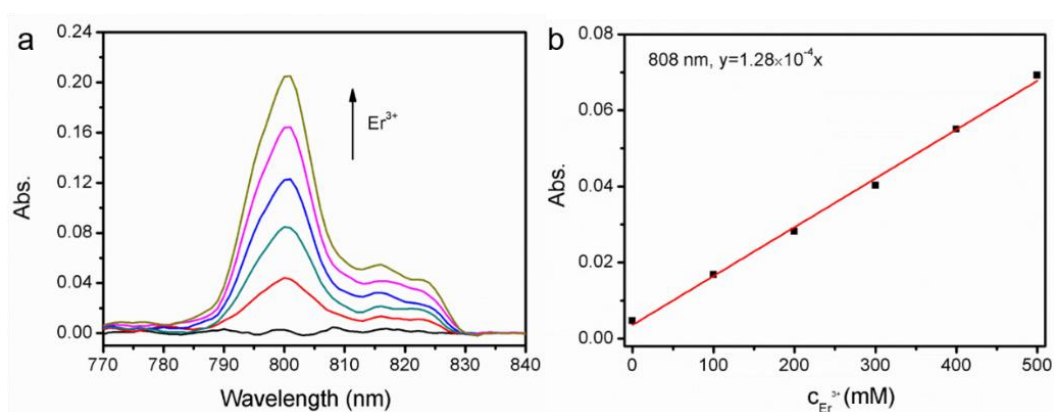 a
0.24
0.20
0.16
0.12
0.08
0.04
0.00
Abs.
Er³⁺
770 780 790 800 810 820 830 840
Wavelength (nm)
b
0.08
0.06
0.04
0.02
0.00
Abs.
808 nm, y=1.28×10⁻⁴x
0 100 200 300 400 500
c_Er³⁺ (mM)